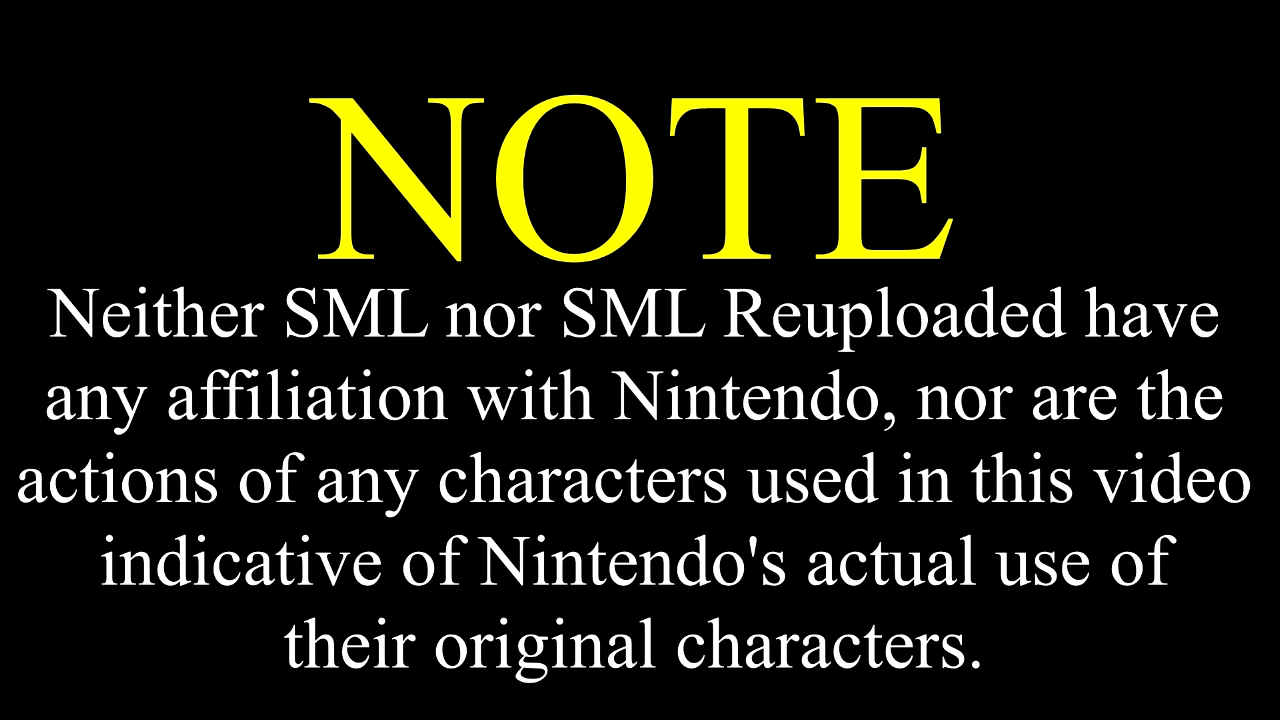 NOTE
Neither SML nor SML Reuploaded have
any affiliation with Nintendo, nor are the
actions of any characters used in this video
indicative of Nintendo's actual use of
their original characters.